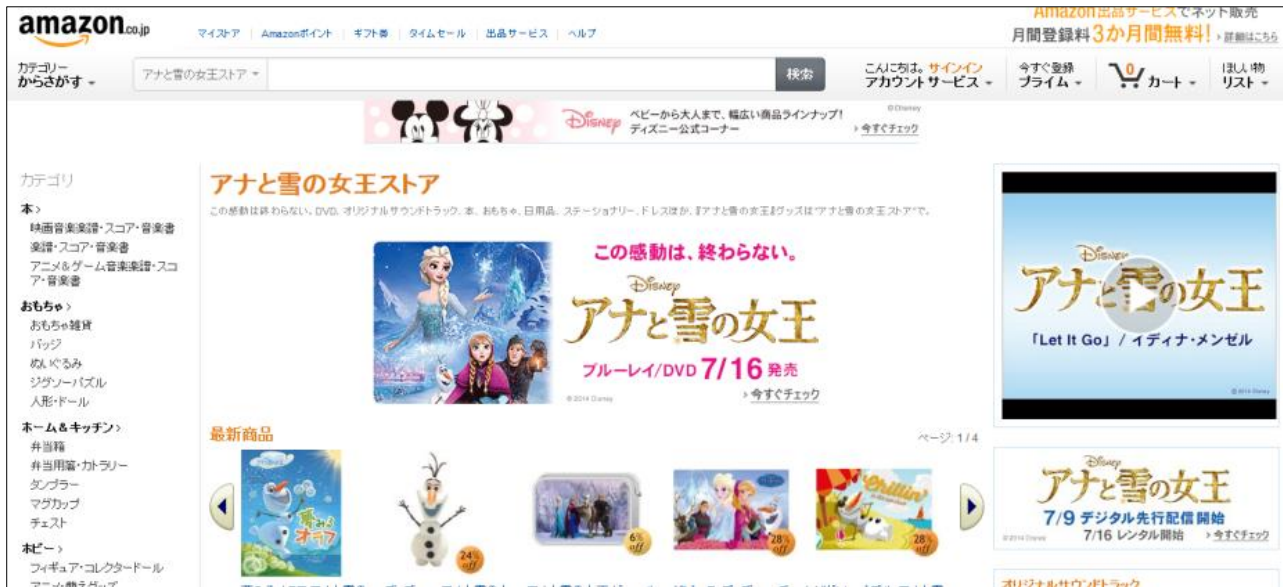 amazon.co.jp
マイストア | Amazonポイント | ギフト券 | タイムセール | 出品サービス | ヘルプ
Amazon出品サービスでネット販売
月間登録料3か月間無料! ›詳細はこちら
カテゴリー
からさがす
アナと雪の女王ストア
検索
こんにちは。サインイン
アカウントサービス
今すぐ登録
プライム
0
カート
ほしい物
リスト
Disney
ベビーから大人まで、幅広い商品ラインナップ!
ディズニー公式コーナー
©Disney
›今すぐチェック
カテゴリ
本›
映画音楽楽譜・スコア・音楽書
楽譜・スコア・音楽書
アニメ&ゲーム音楽楽譜・スコ
ア・音楽書
おもちゃ›
おもちゃ雑貨
バッジ
ぬいぐるみ
ジグソーパズル
人形・ドール
ホーム&キッチン›
弁当箱
弁当用箸・カトラリー
タンブラー
マグカップ
チェスト
ホビー›
フィギュア・コレクタードール
アナと雪の女王ストア
この感動は終わらない。DVD、オリジナルサウンドトラック、本、おもちゃ、日用品、ステーショナリー、ドレスほか、『アナと雪の女王』グッズは"アナと雪の女王ストア"で。
この感動は、終わらない。
Disney
アナと雪の女王
ブルーレイ/DVD 7/16 発売
›今すぐチェック
©2014 Disney
最新商品
ページ: 1 / 4
夢みる
オラフ
24%
off
6%
off
28%
off
Chillin'
28%
off
Disney
アナと雪の女王
「Let It Go」 / イディナ・メンゼル
©2014 Disney
Disney
アナと雪の女王
7/9 デジタル先行配信開始
©2014 Disney
7/16 レンタル開始
›今すぐチェック
オリジナルサウンドトラック